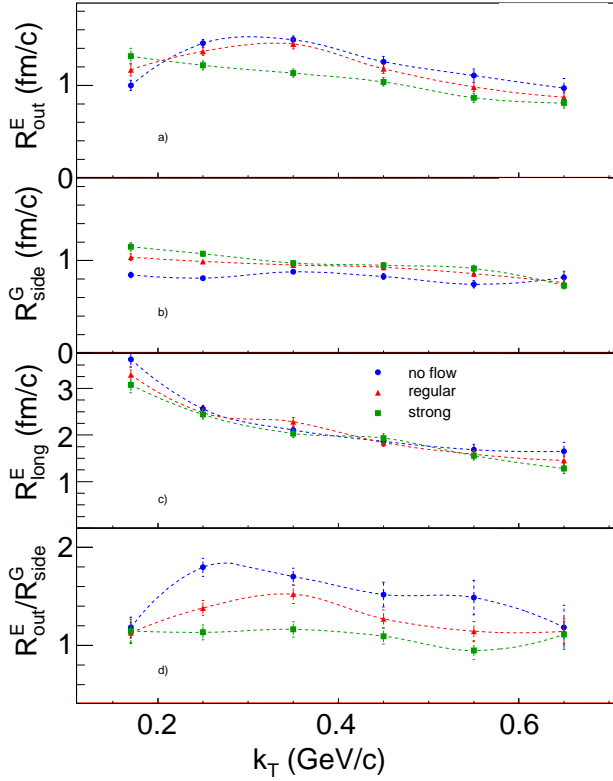 R^E_out (fm/c)
1
a)
0
R^G_side (fm/c)
1
b)
0
R^E_long (fm/c)
3
2
1
no flow
regular
strong
c)
R^E_out/R^G_side
2
1
d)
0.2 0.4 0.6
k_T (GeV/c)